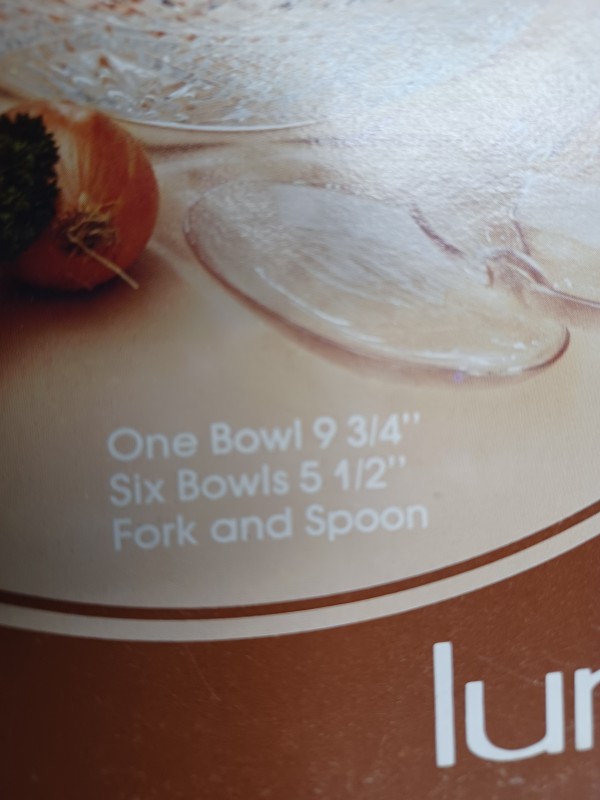 One Bowl 9 3/4''
Six Bowls 5 1/2''
Fork and Spoon